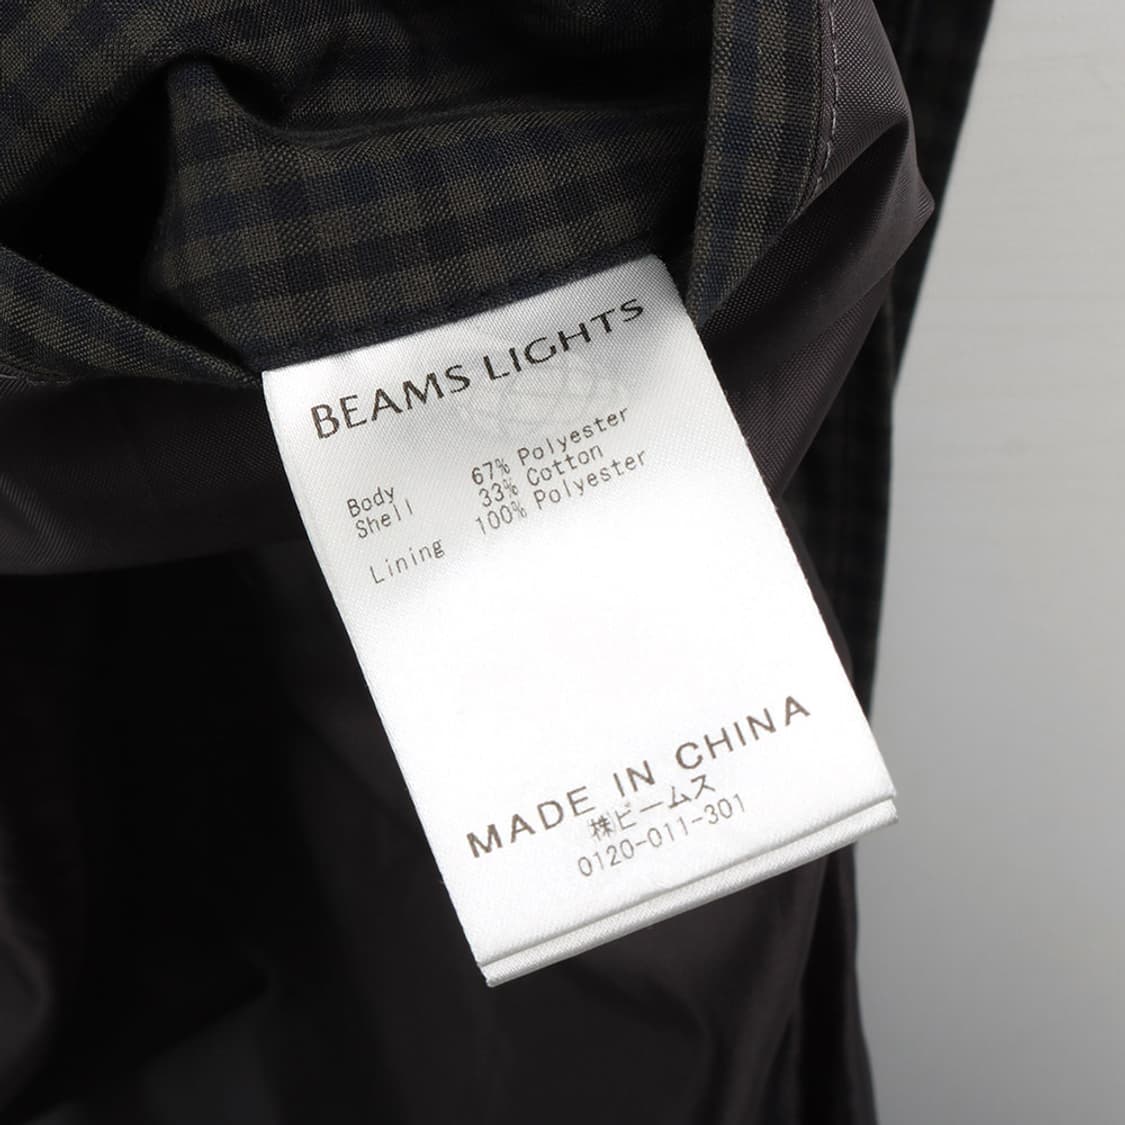 BEAMS LIGHTS
Body 67% Polyester
Shell 33% Cotton
Lining 100% Polyester
MADE IN CHINA
㈱ビームス
0120-011-301